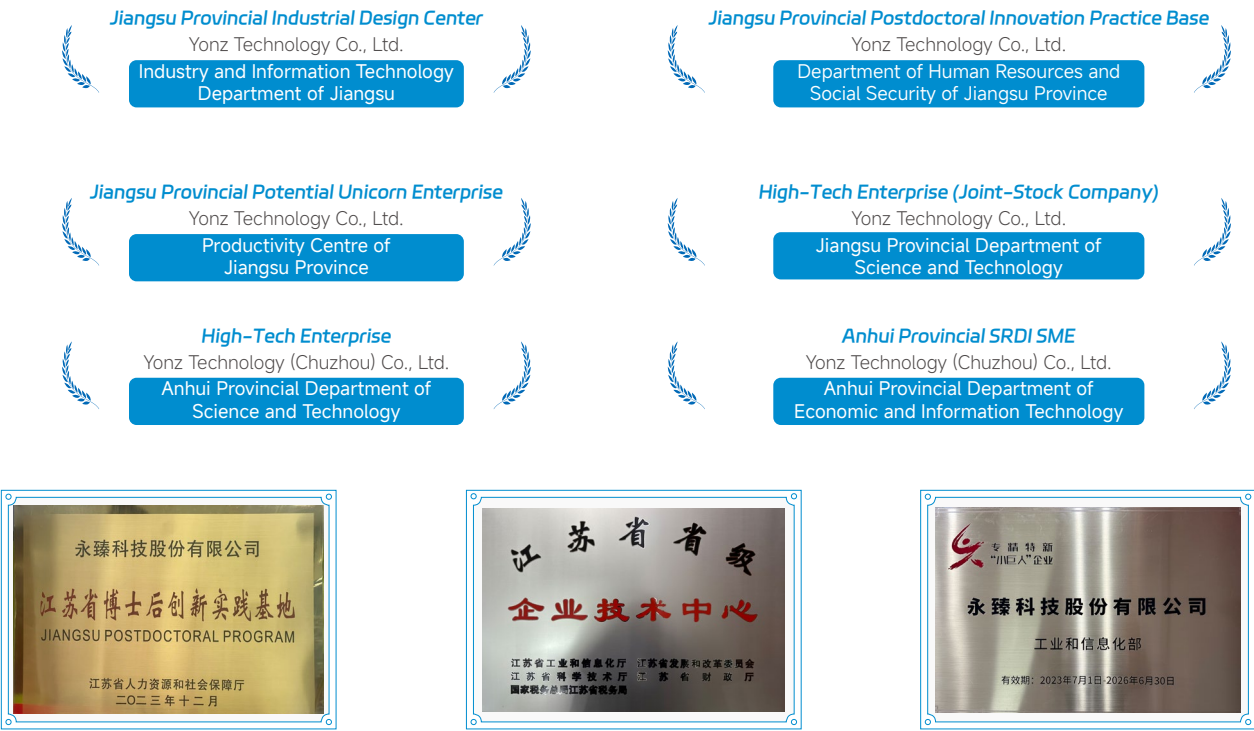 Jiangsu Provincial Industrial Design Center
Yonz Technology Co., Ltd.
Industry and Information Technology
Department of Jiangsu
Jiangsu Provincial Postdoctoral Innovation Practice Base
Yonz Technology Co., Ltd.
Department of Human Resources and
Social Security of Jiangsu Province
Jiangsu Provincial Potential Unicorn Enterprise
Yonz Technology Co., Ltd.
Productivity Centre of
Jiangsu Province
High-Tech Enterprise (Joint-Stock Company)
Yonz Technology Co., Ltd.
Jiangsu Provincial Department of
Science and Technology
High-Tech Enterprise
Yonz Technology (Chuzhou) Co., Ltd.
Anhui Provincial Department of
Science and Technology
Anhui Provincial SRDI SME
Yonz Technology (Chuzhou) Co., Ltd.
Anhui Provincial Department of
Economic and Information Technology
永臻科技股份有限公司
江苏省博士后创新实践基地
JIANGSU POSTDOCTORAL PROGRAM
江苏省人力资源和社会保障厅
二〇二三年十二月
江苏省省级
企业技术中心
江苏省工业和信息化厅 江苏省发展和改革委员会
江苏省科学技术厅 江苏省财政厅
国家税务总局江苏省税务局
专精特新
“小巨人”企业
永臻科技股份有限公司
工业和信息化部
有效期：2023年7月1日-2026年6月30日